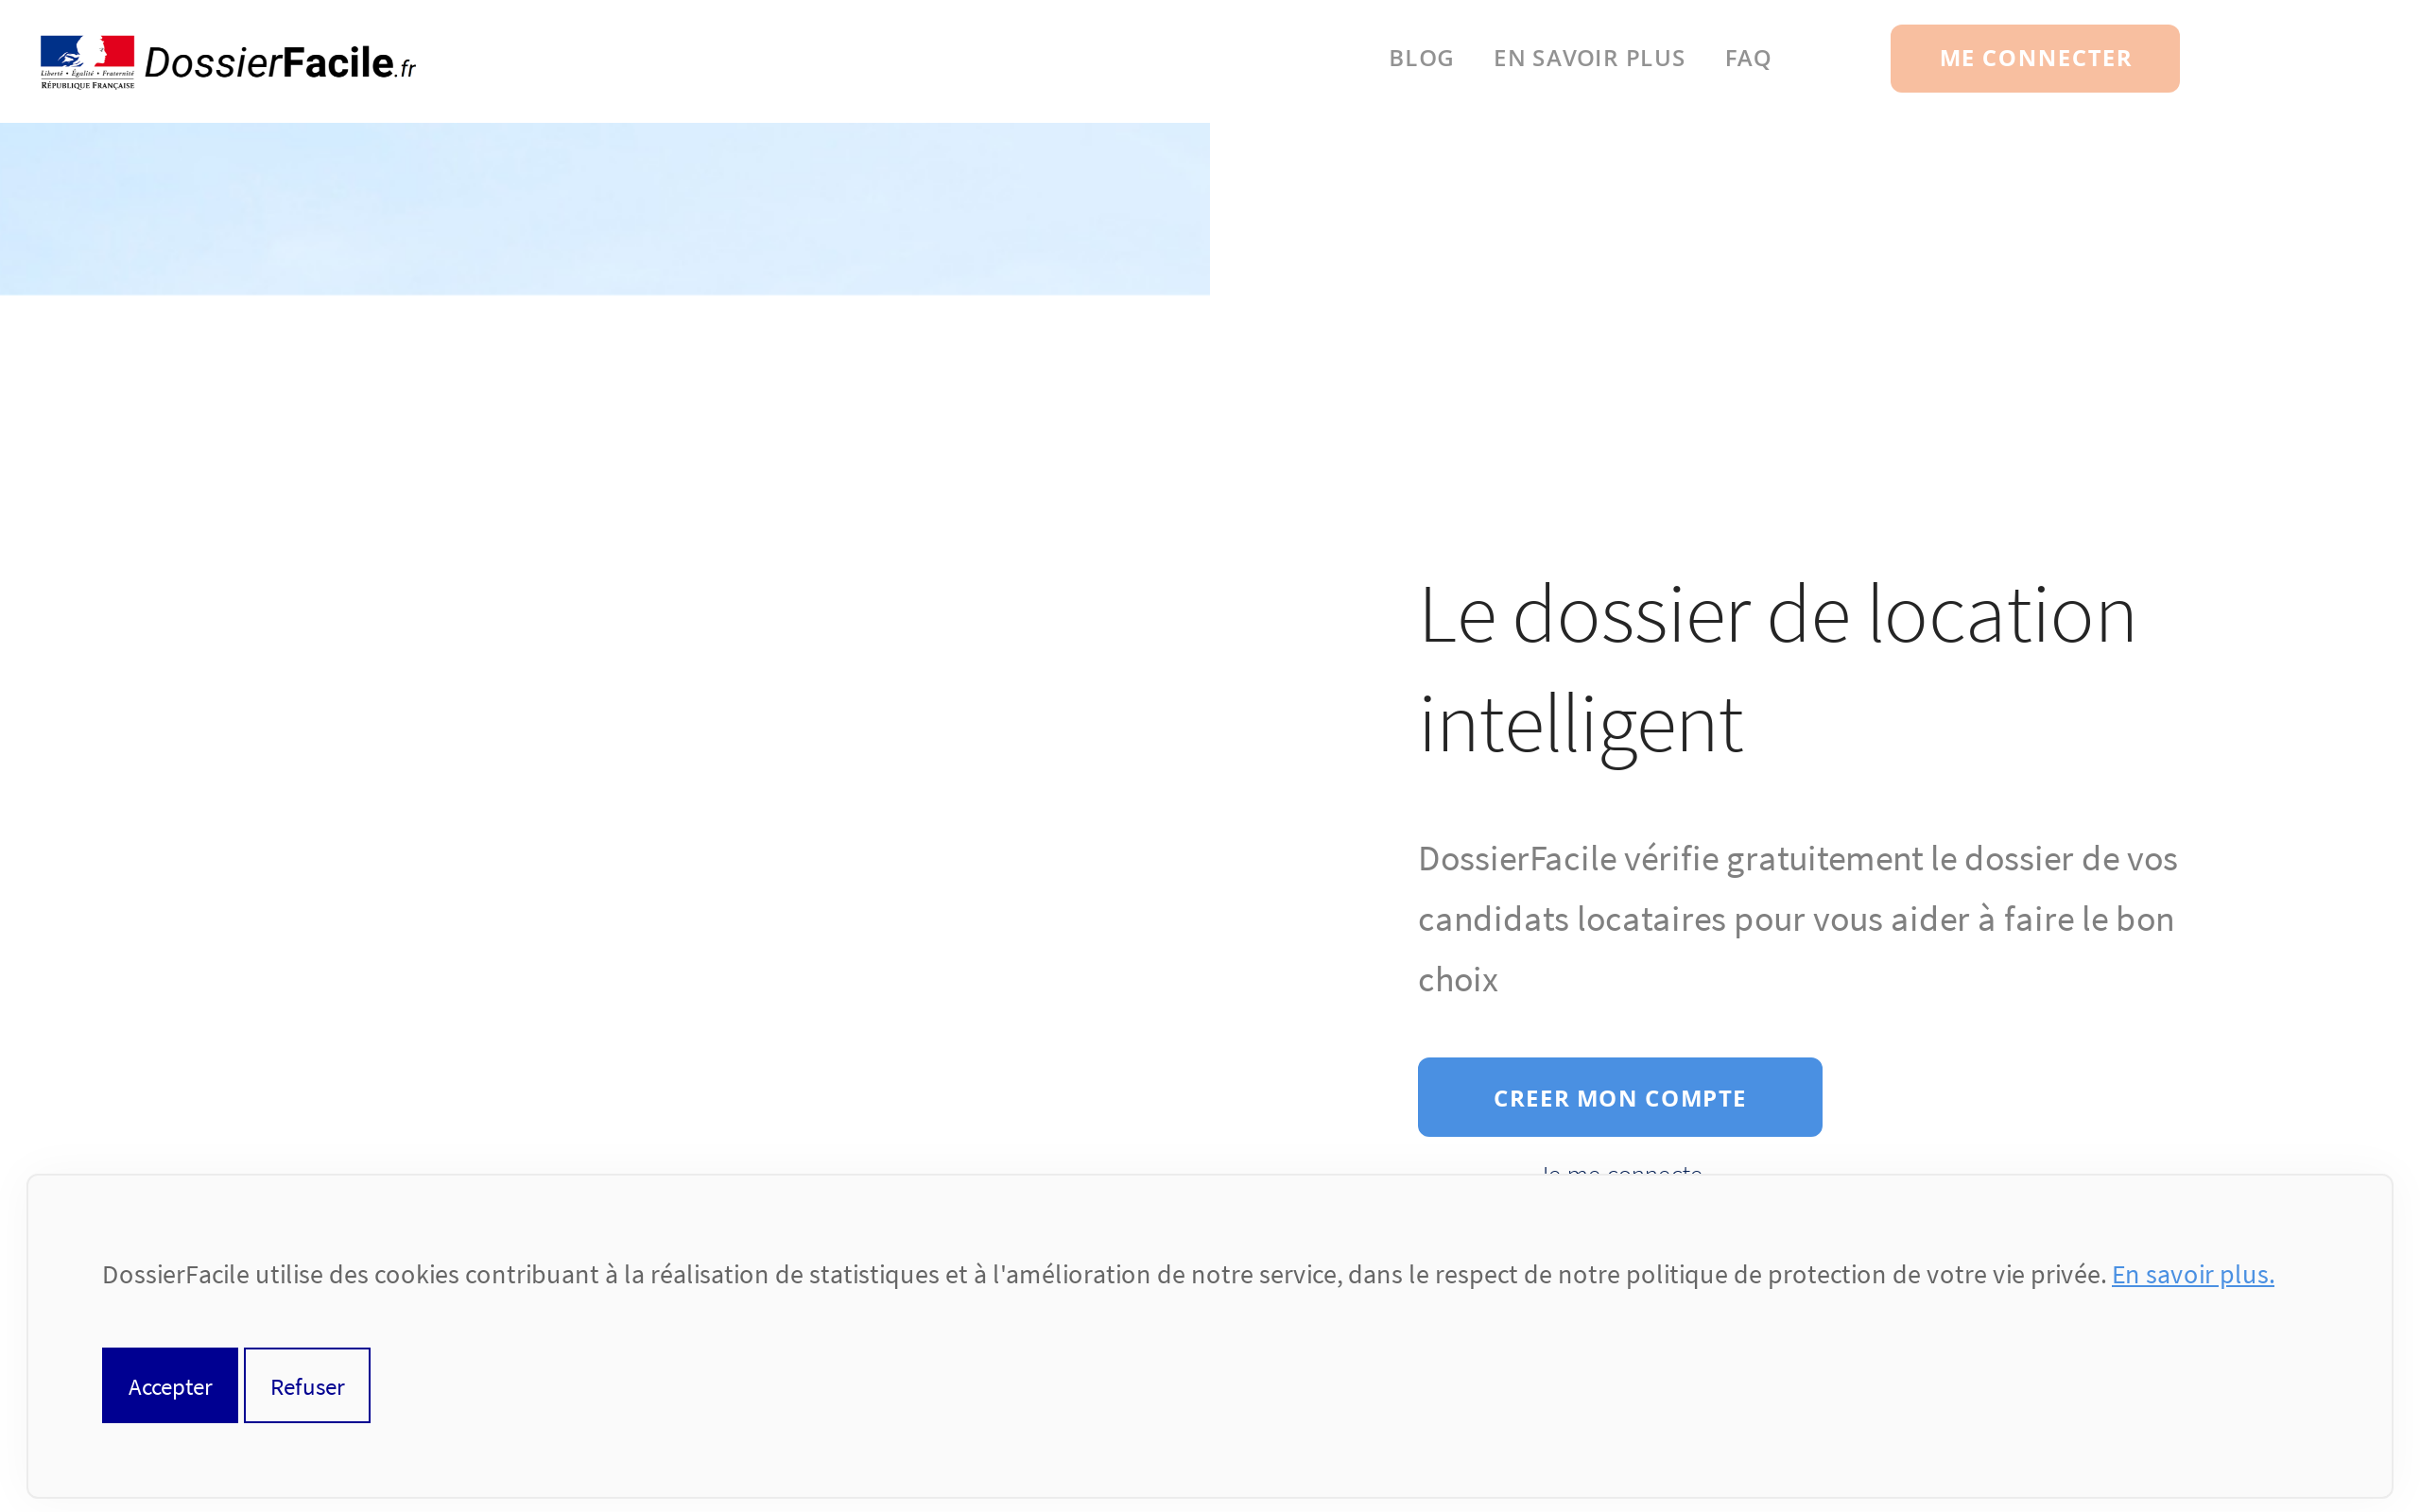 Liberté • Égalité • Fraternité
RÉPUBLIQUE FRANÇAISE
DossierFacile.fr
BLOG
EN SAVOIR PLUS
FAQ
ME CONNECTER
Le dossier de location
intelligent
DossierFacile vérifie gratuitement le dossier de vos
candidats locataires pour vous aider à faire le bon
choix
CREER MON COMPTE
Je me connecte
DossierFacile utilise des cookies contribuant à la réalisation de statistiques et à l'amélioration de notre service, dans le respect de notre politique de protection de votre vie privée. En savoir plus.
Accepter
Refuser